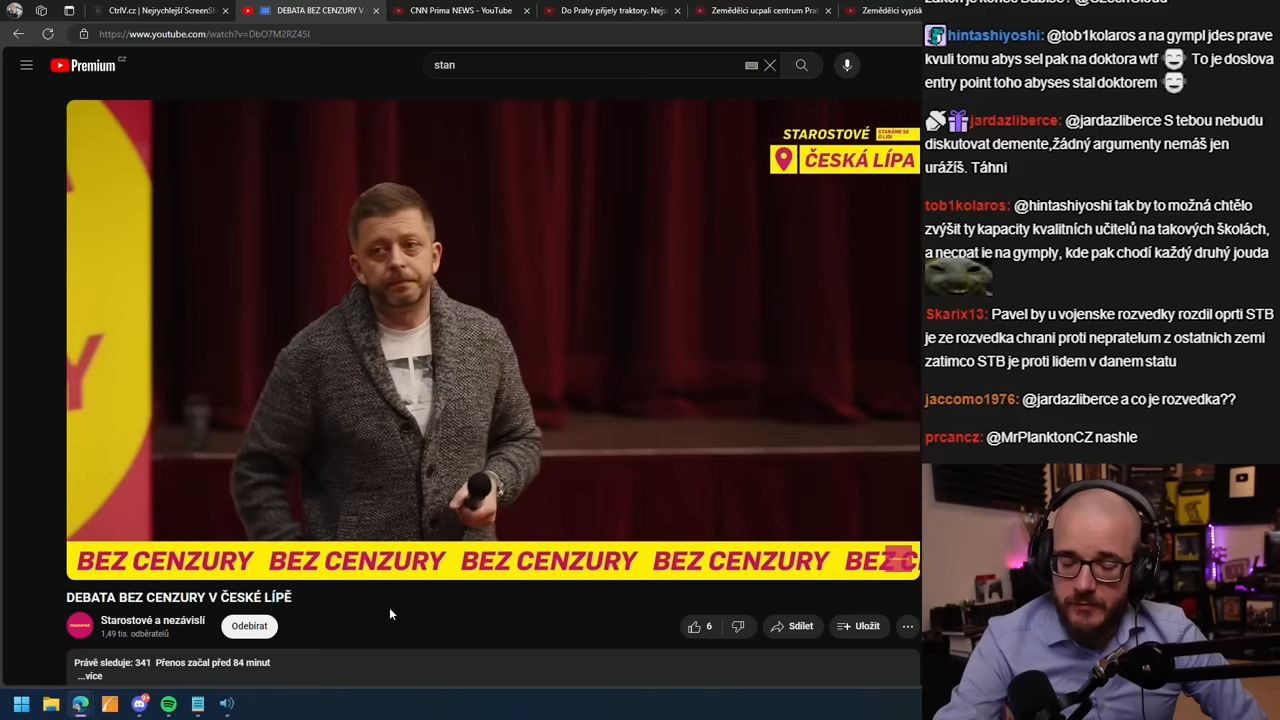 CtrlV.cz | Nejrychlejší ScreenSh
DEBATA BEZ CENZURY V
CNN Prima NEWS - YouTube
Do Prahy přijely traktory. Nejs
Zemědělci ucpali centrum Pra
Zemědělci vypísk
https://www.youtube.com/watch?v=DbO7M2RZ45I
Premium CZ
stan
STAROSTOVÉ
STARÁME SE
O LIDI
ČESKÁ LÍPA
BEZ CENZURY BEZ CENZURY BEZ CENZURY BEZ CENZURY
DEBATA BEZ CENZURY V ČESKÉ LÍPĚ
Starostové a nezávislí
1,49 tis. odběratelů
Odebírat
6
Sdílet
Uložit
Právě sleduje: 341 Přenos začal před 84 minut
...více
hintashiyoshi: @tob1kolaros a na gympl jdes prave
kvuli tomu abys sel pak na doktora wtf To je doslova
entry point toho abyses stal doktorem
jardazliberce: @jardazliberce S tebou nebudu
diskutovat demente,žádný argumenty nemáš jen
urážíš. Táhni
tob1kolaros: @hintashiyoshi tak by to možná chtělo
zvýšit ty kapacity kvalitních učitelů na takových školách,
a necpat je na gymply, kde pak chodí každý druhý jouda
Skarix13: Pavel by u vojenske rozvedky rozdil oprti STB
je ze rozvedka chrani proti nepratelum z ostatnich zemi
zatimco STB je proti lidem v danem statu
jaccomo1976: @jardazliberce a co je rozvedka??
prcancz: @MrPlanktonCZ nashle